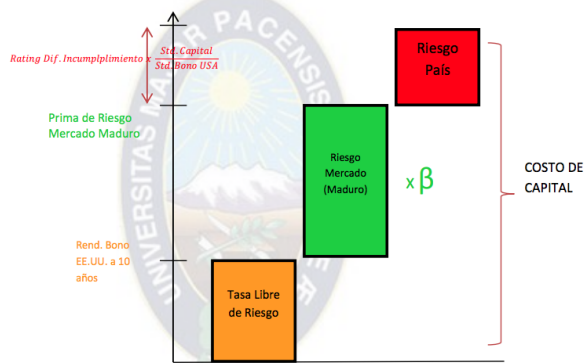 Rating Dif. Incumplplimiento x Std.Capital / Std.Bono USA
Riesgo
País
Prima de Riesgo
Mercado Maduro
Riesgo
Mercado
(Maduro)
x β
COSTO DE
CAPITAL
Rend. Bono
EE.UU. a 10
años
Tasa Libre
de Riesgo
UNIVERSITAS MAJOR PACENSIS